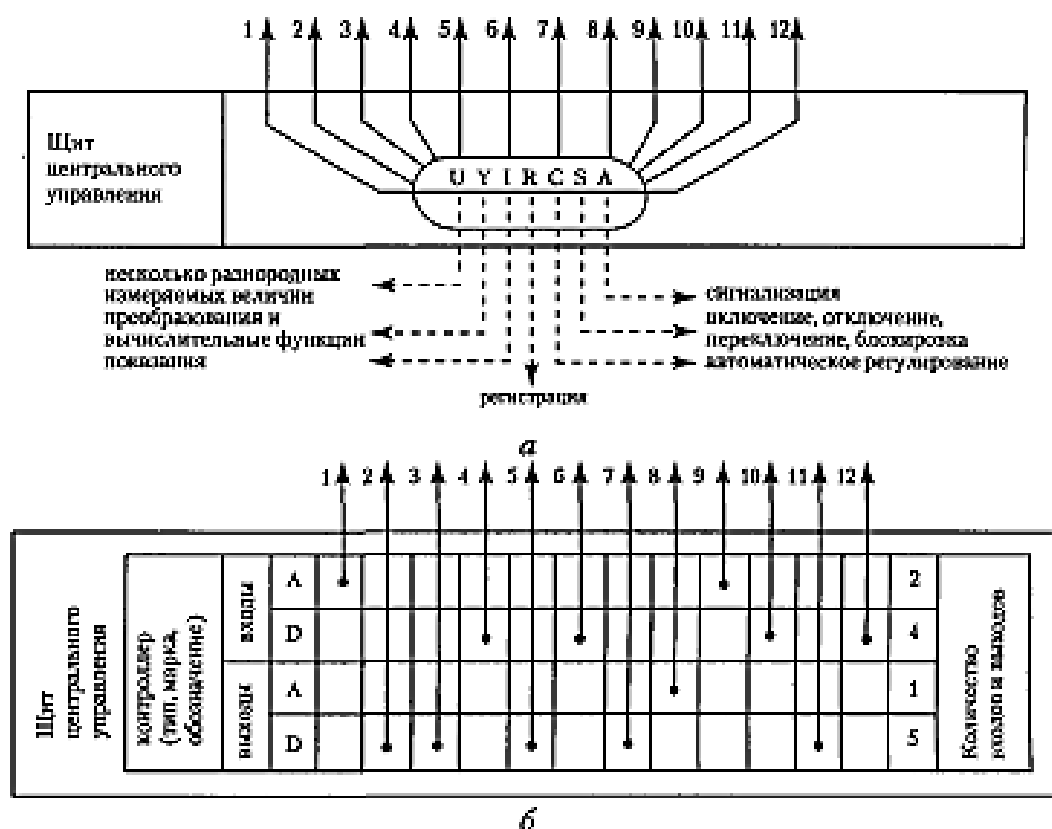 1 2 3 4 5 6 7 8 9 10 11 12
Щит
центрального
управления
U Y I R C S A
несколько разнородных
измеряемых величин
преобразования и
вычислительные функции
показания
сигнализация
включение, отключение,
переключение, блокировка
автоматическое регулирование
регистрация
а
1 2 3 4 5 6 7 8 9 10 11 12
Щит
центрального
управления
контроллер
(тип, марка,
обозначение)
входы
выходы
A 2
D 4
A 1
D 5
Количество
входов и выходов
б